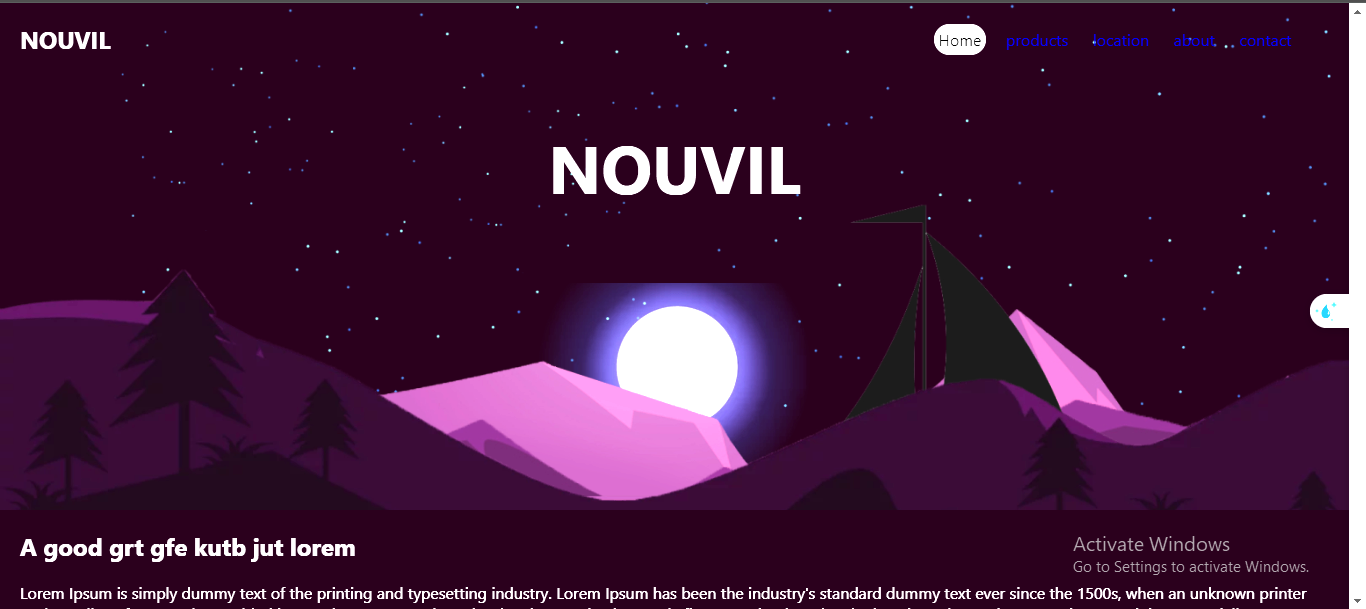 NOUVIL
Home products location about contact
NOUVIL
A good grt gfe kutb jut lorem
Activate Windows
Go to Settings to activate Windows.
Lorem Ipsum is simply dummy text of the printing and typesetting industry. Lorem Ipsum has been the industry's standard dummy text ever since the 1500s, when an unknown printer